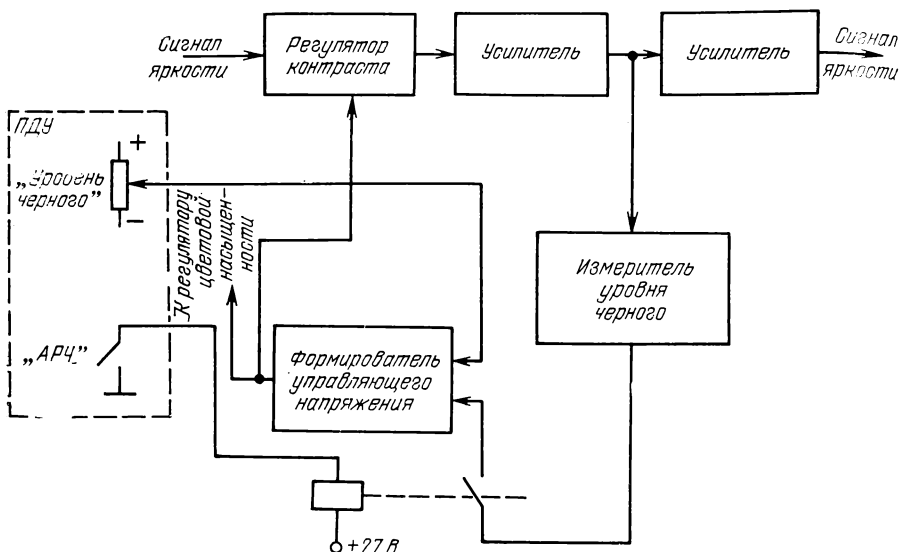 Сигнал
яркости
Регулятор
контраста
Усилитель
Усилитель
Сигнал
яркости
ПДУ
+
„Уровень
черного”
–
К регулятору
цветовой
насыщен-
ности
Измеритель
уровня
черного
„АРЧ”
Формирователь
управляющего
напряжения
+27 В